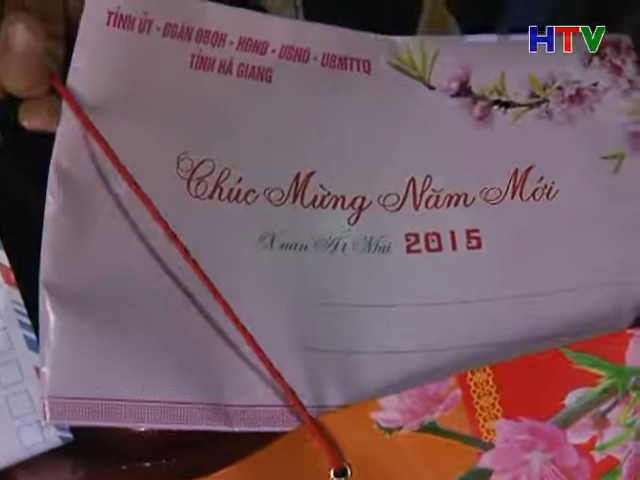 HTV
TỈNH ỦY - ĐOÀN ĐBQH - HĐND - UBND - UBMTTQ
TỈNH HÀ GIANG
Chúc Mừng Năm Mới
Xuân Ất Mùi 2015